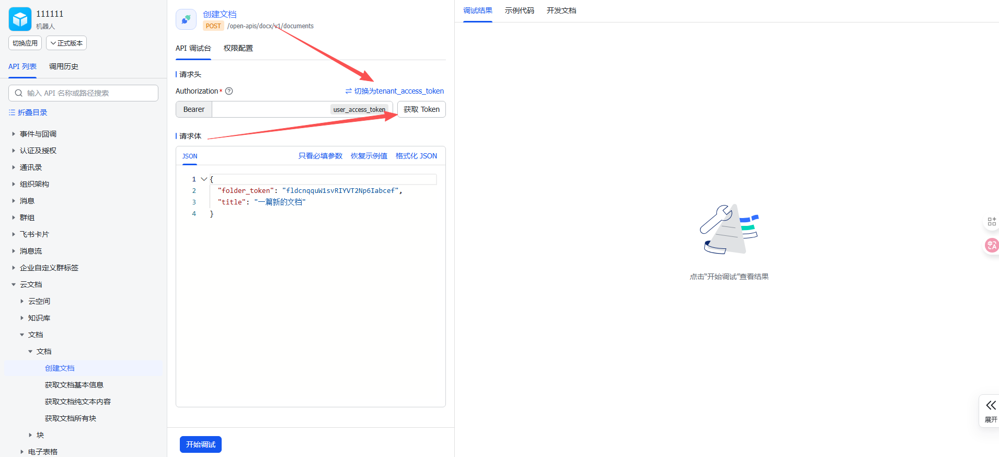 111111
机器人
切换应用
正式版本
API 列表
调用历史
输入 API 名称或路径搜索
折叠目录
事件与回调
认证及授权
通讯录
组织架构
消息
群组
飞书卡片
消息流
企业自定义群标签
云文档
云空间
知识库
文档
文档
创建文档
获取文档基本信息
获取文档纯文本内容
获取文档所有块
块
电子表格
创建文档
POST /open-apis/docx/v1/documents
API 调试台
权限配置
请求头
Authorization*
切换为tenant_access_token
Bearer
user_access_token
获取 Token
请求体
JSON
只看必填参数
恢复示例值
格式化 JSON
1 {
2 "folder_token": "fldcnqquW1svRIYVT2Np6Iabcef",
3 "title": "一篇新的文档"
4 }
开始调试
调试结果
示例代码
开发文档
点击“开始调试”查看结果
中A
展开